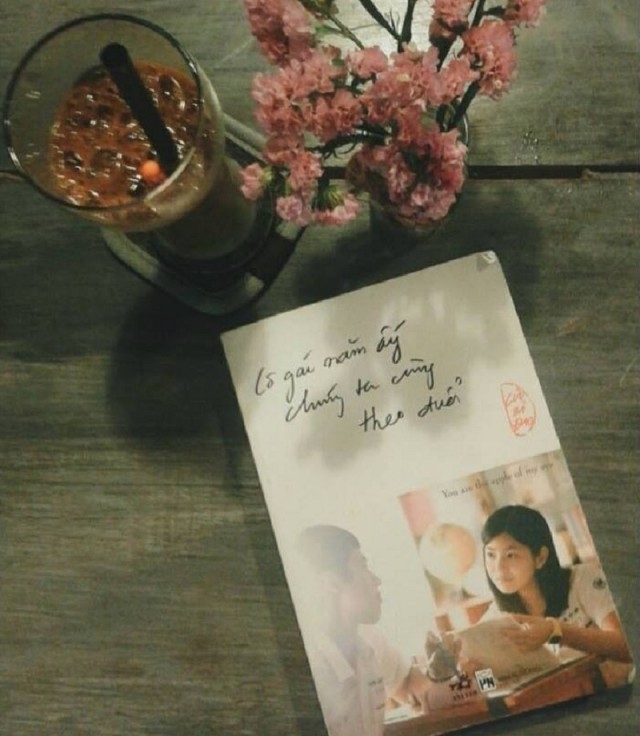 Cô gái năm ấy
chúng ta cùng
theo đuổi
You are the apple of my eye